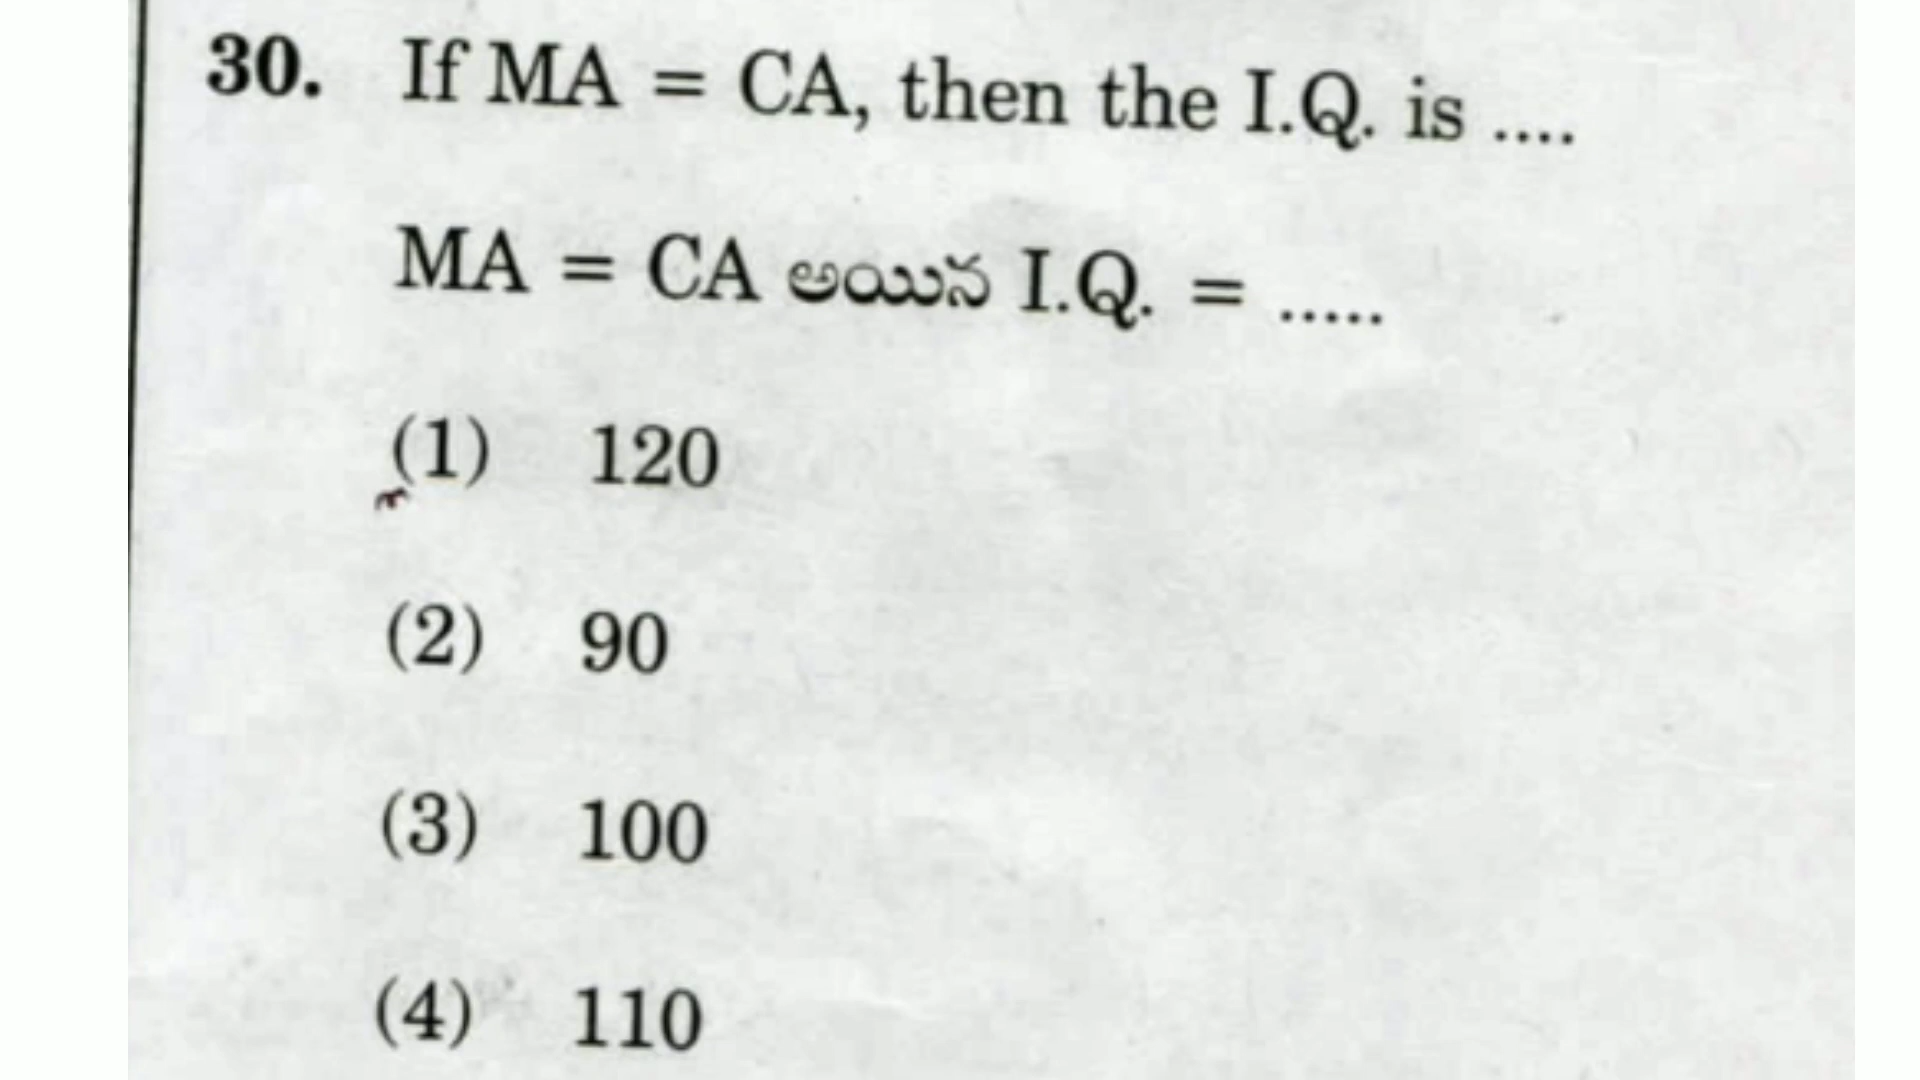 30. If MA = CA, then the I.Q. is ....
MA = CA అయిన I.Q. = .....
(1) 120
(2) 90
(3) 100
(4) 110